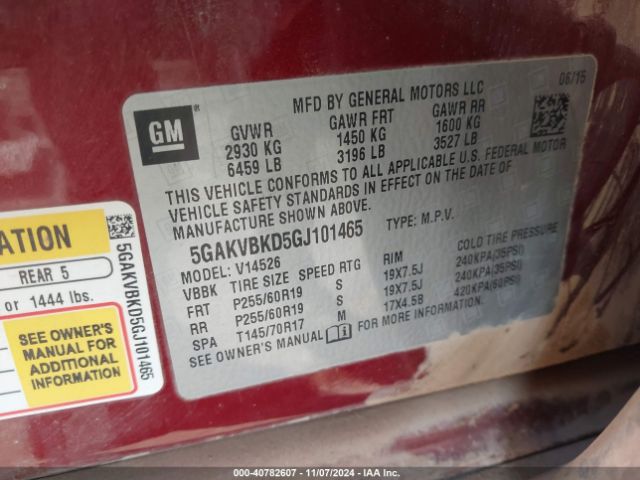 GM
MFD BY GENERAL MOTORS LLC 06/15
GVWR GAWR FRT GAWR RR
2930 KG 1450 KG 1600 KG
6459 LB 3196 LB 3527 LB
THIS VEHICLE CONFORMS TO ALL APPLICABLE U.S. FEDERAL MOTOR
VEHICLE SAFETY STANDARDS IN EFFECT ON THE DATE OF
MANUFACTURE SHOWN ABOVE.
5GAKVBKD5GJ101465 TYPE: M.P.V.
MODEL: V14526
VBBK TIRE SIZE SPEED RTG RIM COLD TIRE PRESSURE
FRT P255/60R19 S 19X7.5J 240KPA(35PSI)
RR P255/60R19 S 19X7.5J 240KPA(35PSI)
SPA T145/70R17 M 17X4.5B 420KPA(60PSI)
SEE OWNER'S MANUAL FOR MORE INFORMATION
ATION
REAR 5
or 1444 lbs.
SEE OWNER'S
MANUAL FOR
ADDITIONAL
INFORMATION
5GAKVBKD5GJ101465
000-40782607 - 11/07/2024 - IAA Inc.